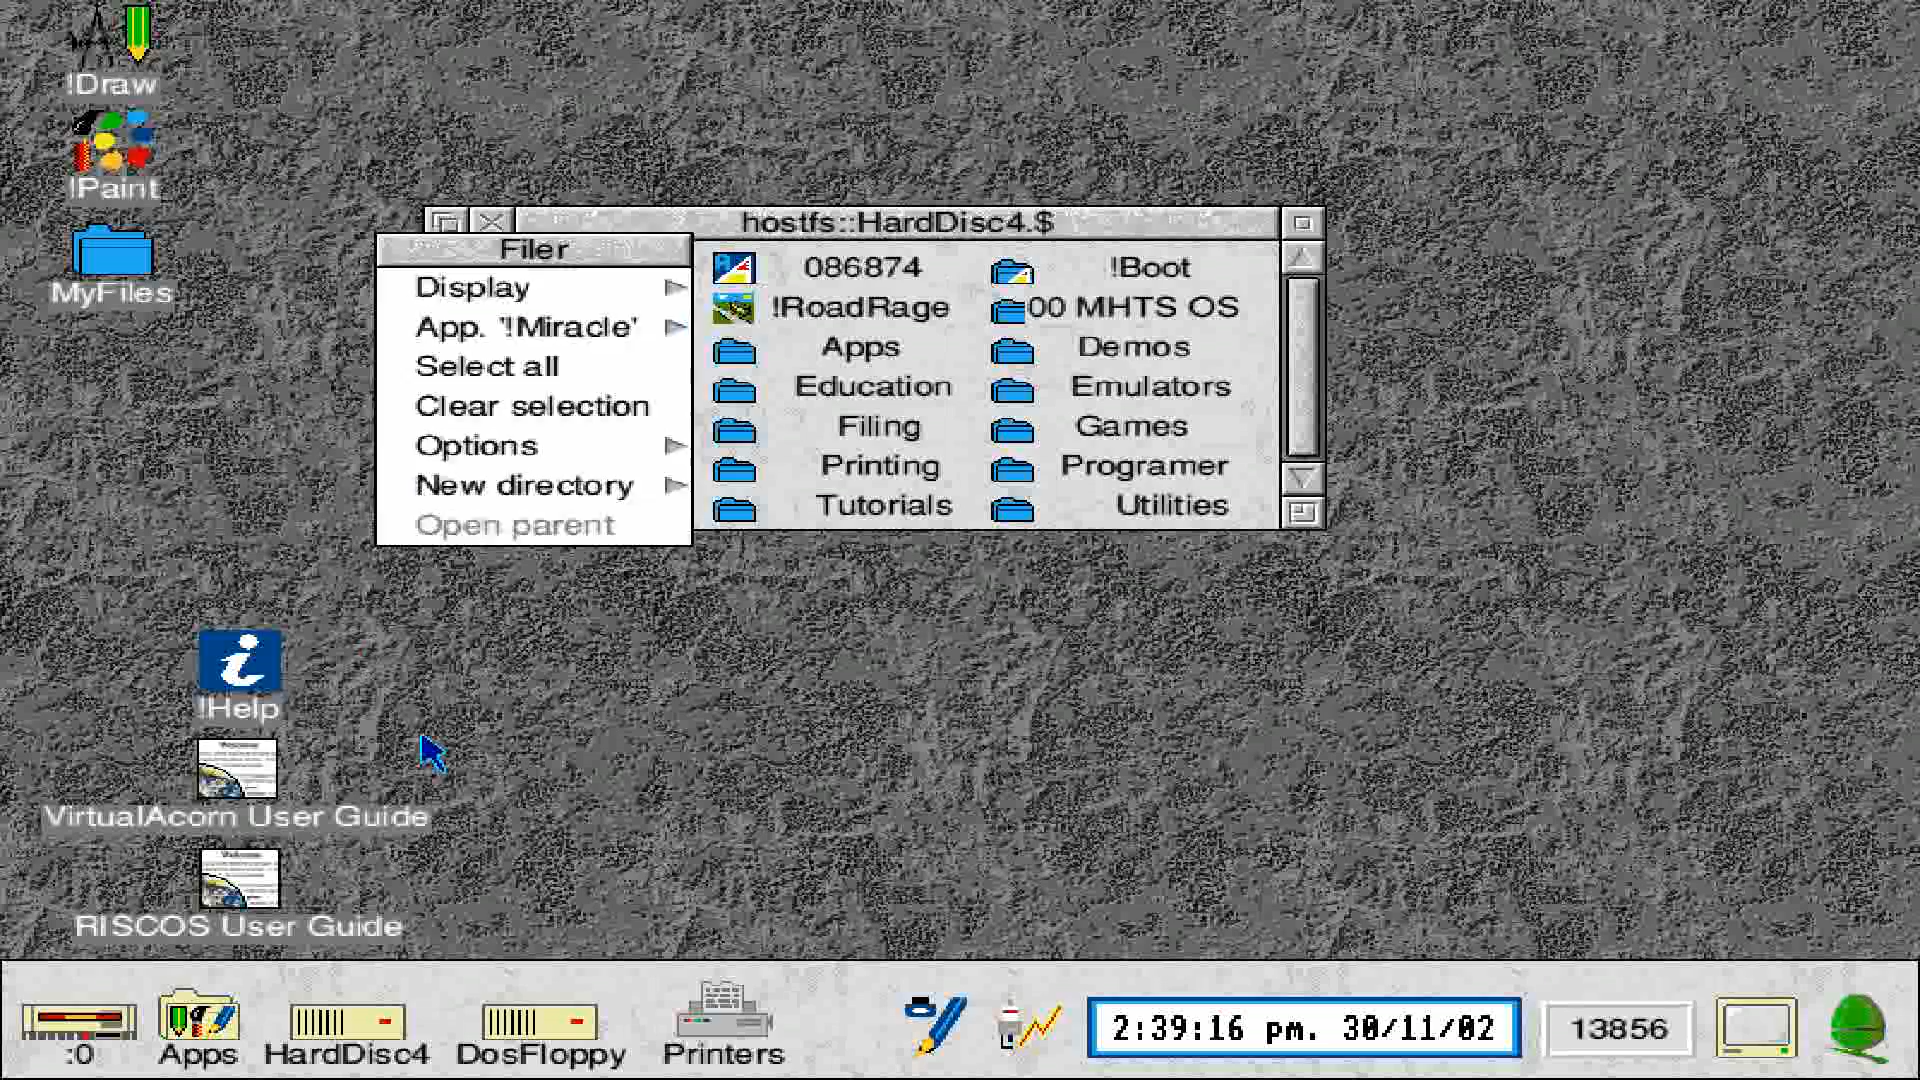 !Draw
!Paint
MyFiles
hostfs::HardDisc4.$
Filer
Display
App. '!Miracle'
Select all
Clear selection
Options
New directory
Open parent
086874
!Boot
!RoadRage
00 MHTS OS
Apps
Demos
Education
Emulators
Filing
Games
Printing
Programer
Tutorials
Utilities
!Help
VirtualAcorn User Guide
RISCOS User Guide
:0
Apps
HardDisc4
DosFloppy
Printers
2:39:16 pm. 30/11/02
13856